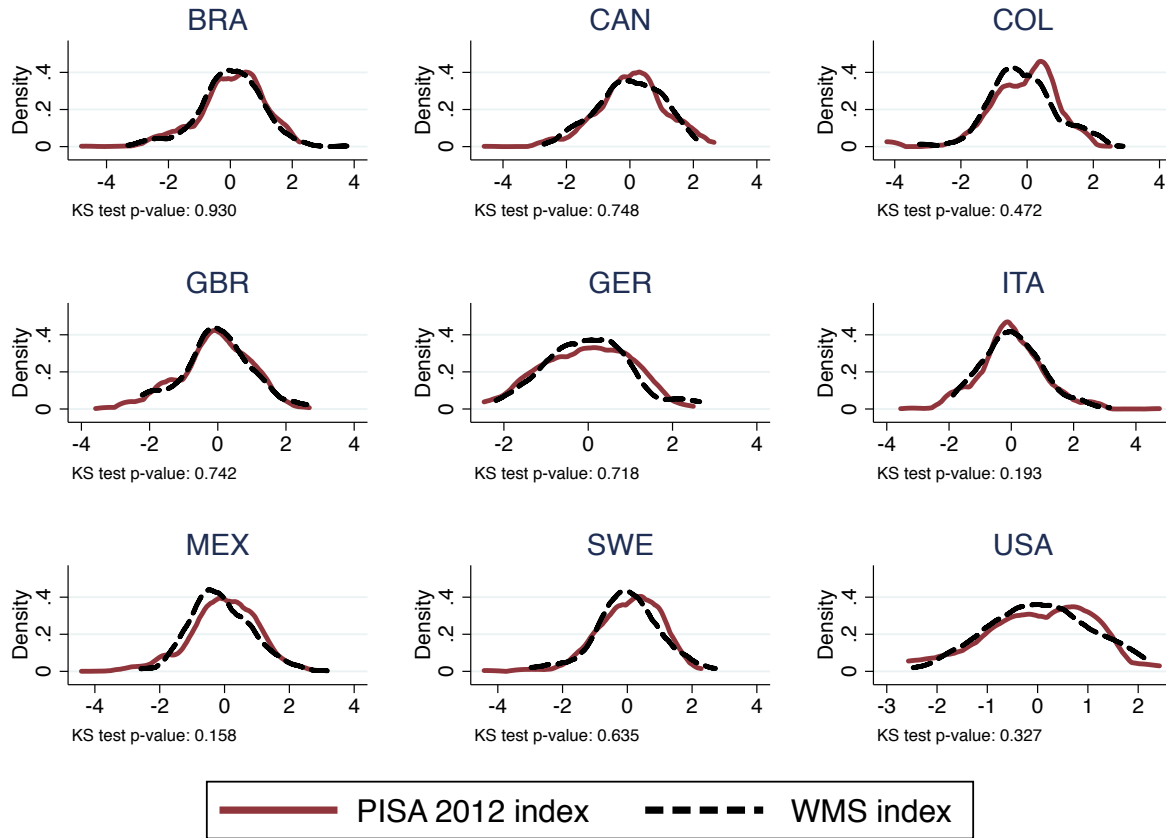 BRA
CAN
COL
Density
0 .2 .4
-4 -2 0 2 4
KS test p-value: 0.930
Density
0 .2 .4
-4 -2 0 2 4
KS test p-value: 0.748
Density
0 .2 .4
-4 -2 0 2 4
KS test p-value: 0.472
GBR
GER
ITA
Density
0 .2 .4
-4 -2 0 2 4
KS test p-value: 0.742
Density
0 .2 .4
-2 0 2 4
KS test p-value: 0.718
Density
0 .2 .4
-4 -2 0 2 4
KS test p-value: 0.193
MEX
SWE
USA
Density
0 .2 .4
-4 -2 0 2 4
KS test p-value: 0.158
Density
0 .2 .4
-4 -2 0 2 4
KS test p-value: 0.635
Density
0 .2 .4
-3 -2 -1 0 1 2
KS test p-value: 0.327
PISA 2012 index
WMS index